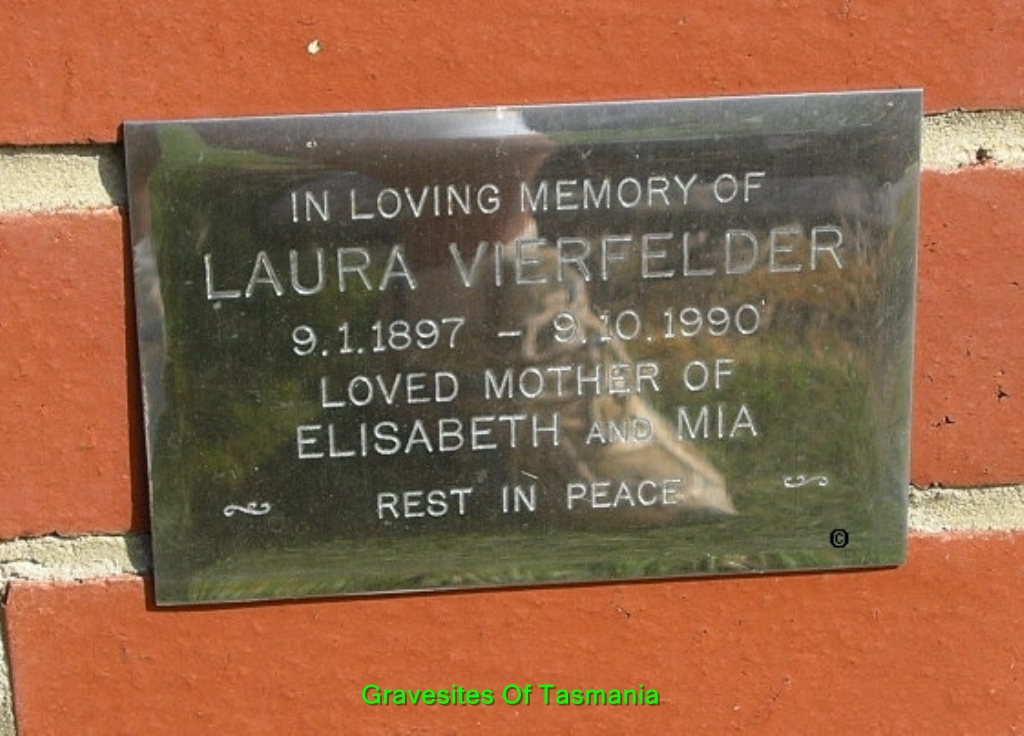 IN LOVING MEMORY OF
LAURA VIERFELDER
9.1.1897 – 9.10.1990
LOVED MOTHER OF
ELISABETH AND MIA
REST IN PEACE
©
Gravesites Of Tasmania